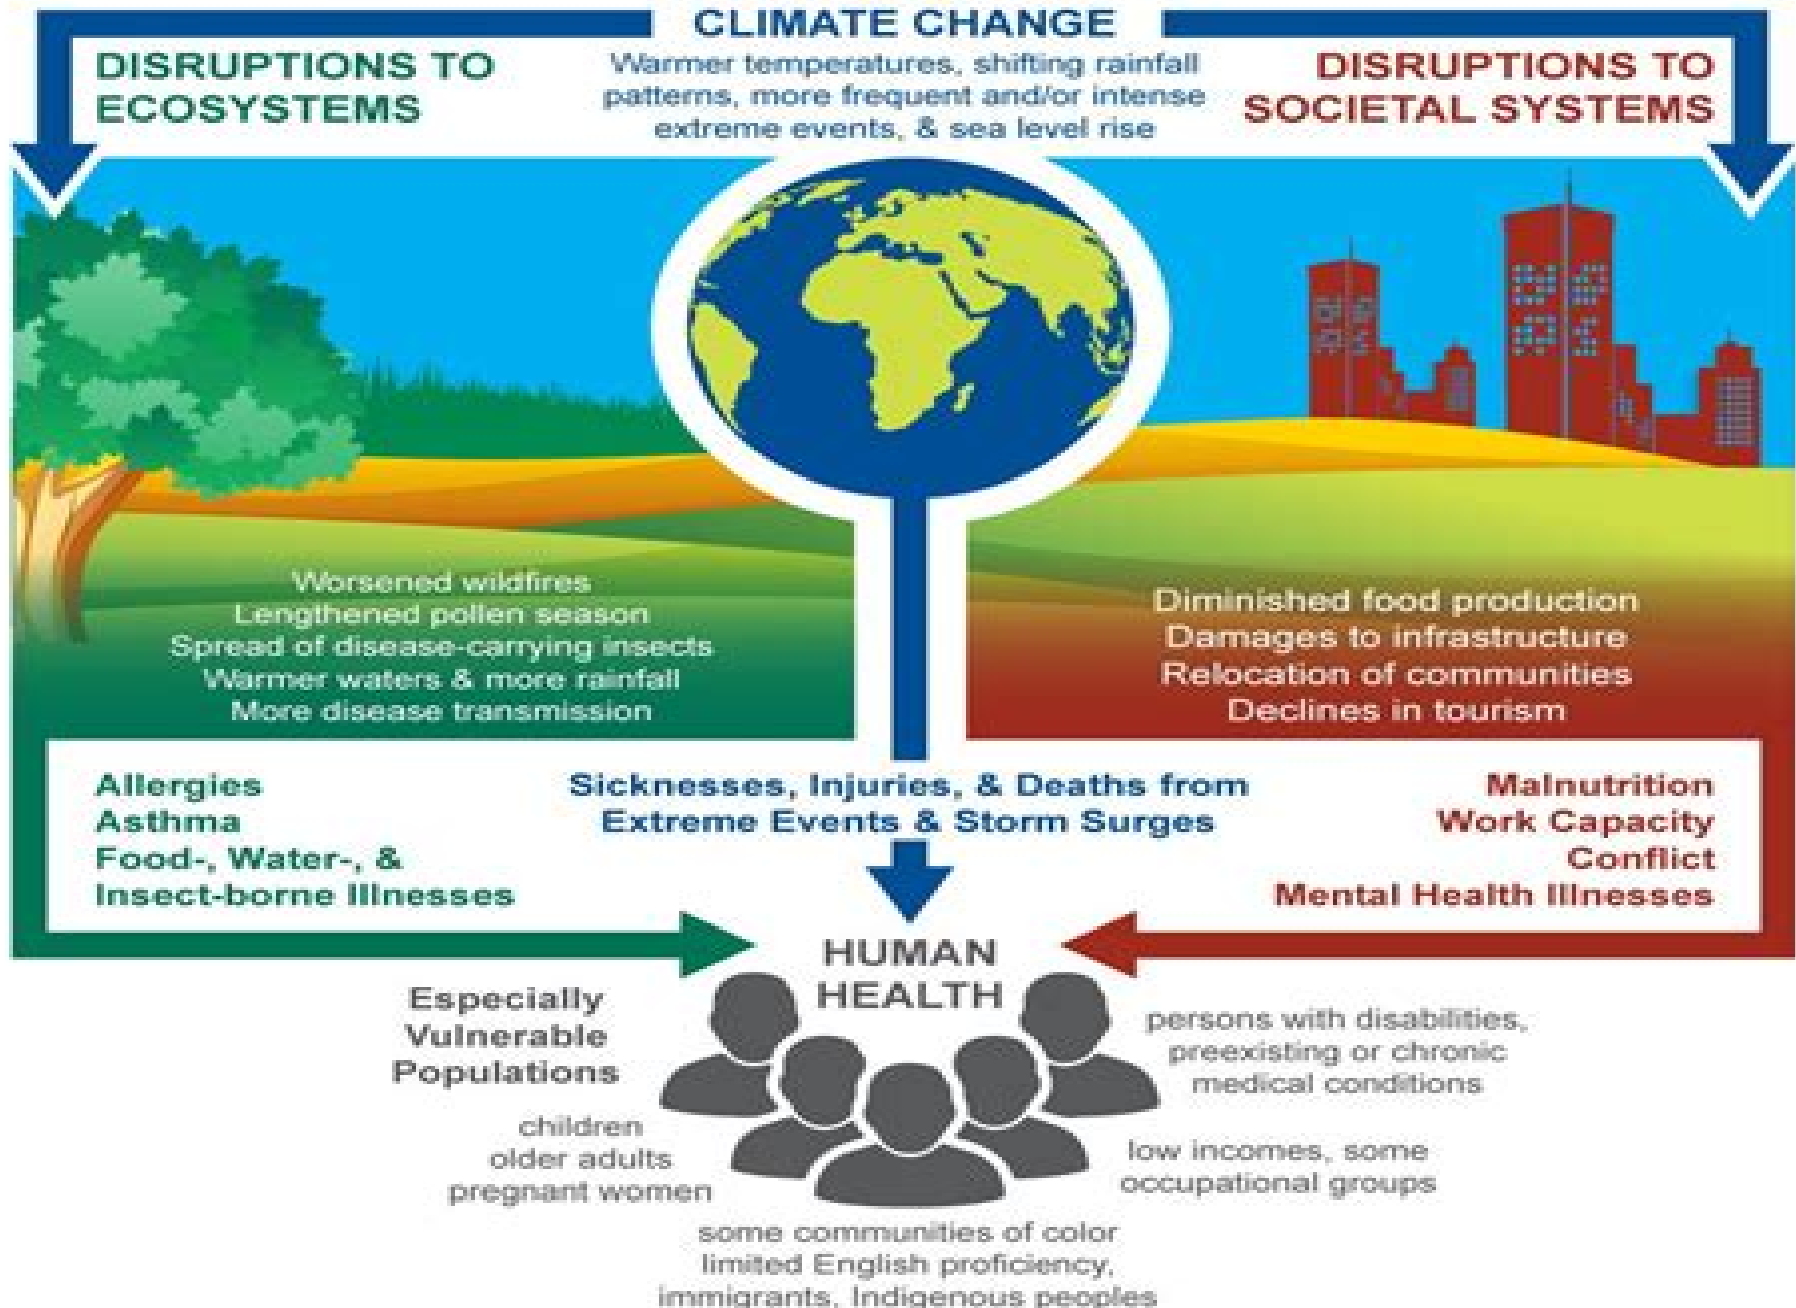 CLIMATE CHANGE
Warmer temperatures, shifting rainfall
patterns, more frequent and/or intense
extreme events, & sea level rise
DISRUPTIONS TO
ECOSYSTEMS
DISRUPTIONS TO
SOCIETAL SYSTEMS
Worsened wildfires
Lengthened pollen season
Spread of disease-carrying insects
Warmer waters & more rainfall
More disease transmission
Diminished food production
Damages to infrastructure
Relocation of communities
Declines in tourism
Allergies
Asthma
Food-, Water-, &
Insect-borne Illnesses
Sicknesses, Injuries, & Deaths from
Extreme Events & Storm Surges
Malnutrition
Work Capacity
Conflict
Mental Health Illnesses
HUMAN
HEALTH
Especially
Vulnerable
Populations
children
older adults
pregnant women
persons with disabilities,
preexisting or chronic
medical conditions
low incomes, some
occupational groups
some communities of color
limited English proficiency,
immigrants, Indigenous peoples